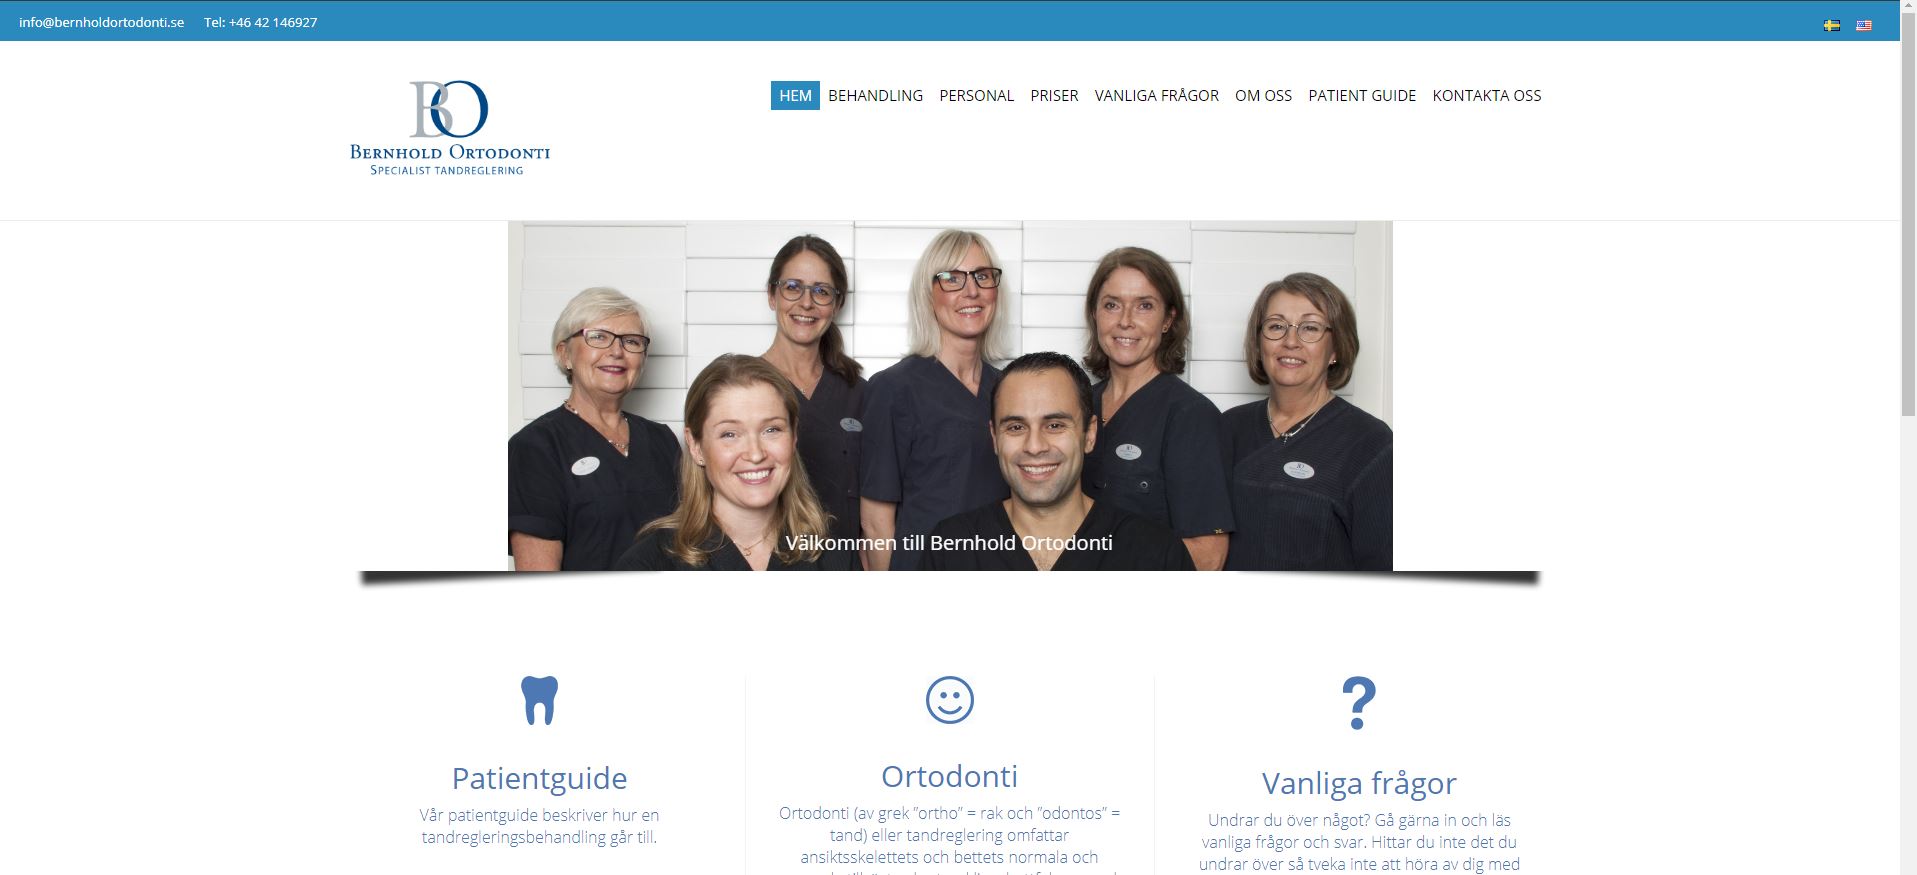 info@bernholdortodonti.se Tel: +46 42 146927
BO
BERNHOLD ORTODONTI
SPECIALIST TANDREGLERING
HEM BEHANDLING PERSONAL PRISER VANLIGA FRÅGOR OM OSS PATIENT GUIDE KONTAKTA OSS
Välkommen till Bernhold Ortodonti
Patientguide
Vår patientguide beskriver hur en
tandregleringsbehandling går till.
Ortodonti
Ortodonti (av grek ”ortho” = rak och ”odontos” =
tand) eller tandreglering omfattar
ansiktsskelettets och bettets normala och
Vanliga frågor
Undrar du över något? Gå gärna in och läs
vanliga frågor och svar. Hittar du inte det du
undrar över så tveka inte att höra av dig med